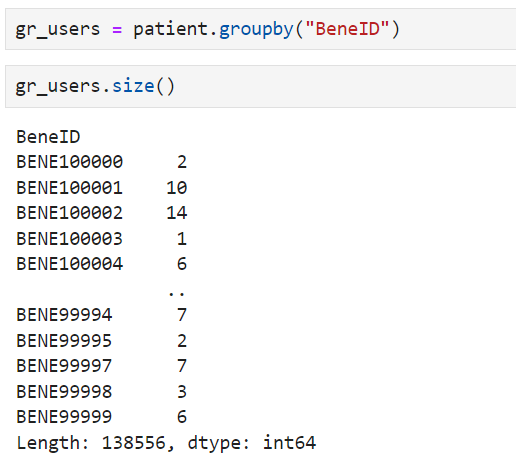 gr_users = patient.groupby("BeneID")
gr_users.size()
BeneID
BENE100000 2
BENE100001 10
BENE100002 14
BENE100003 1
BENE100004 6
..
BENE99994 7
BENE99995 2
BENE99997 7
BENE99998 3
BENE99999 6
Length: 138556, dtype: int64